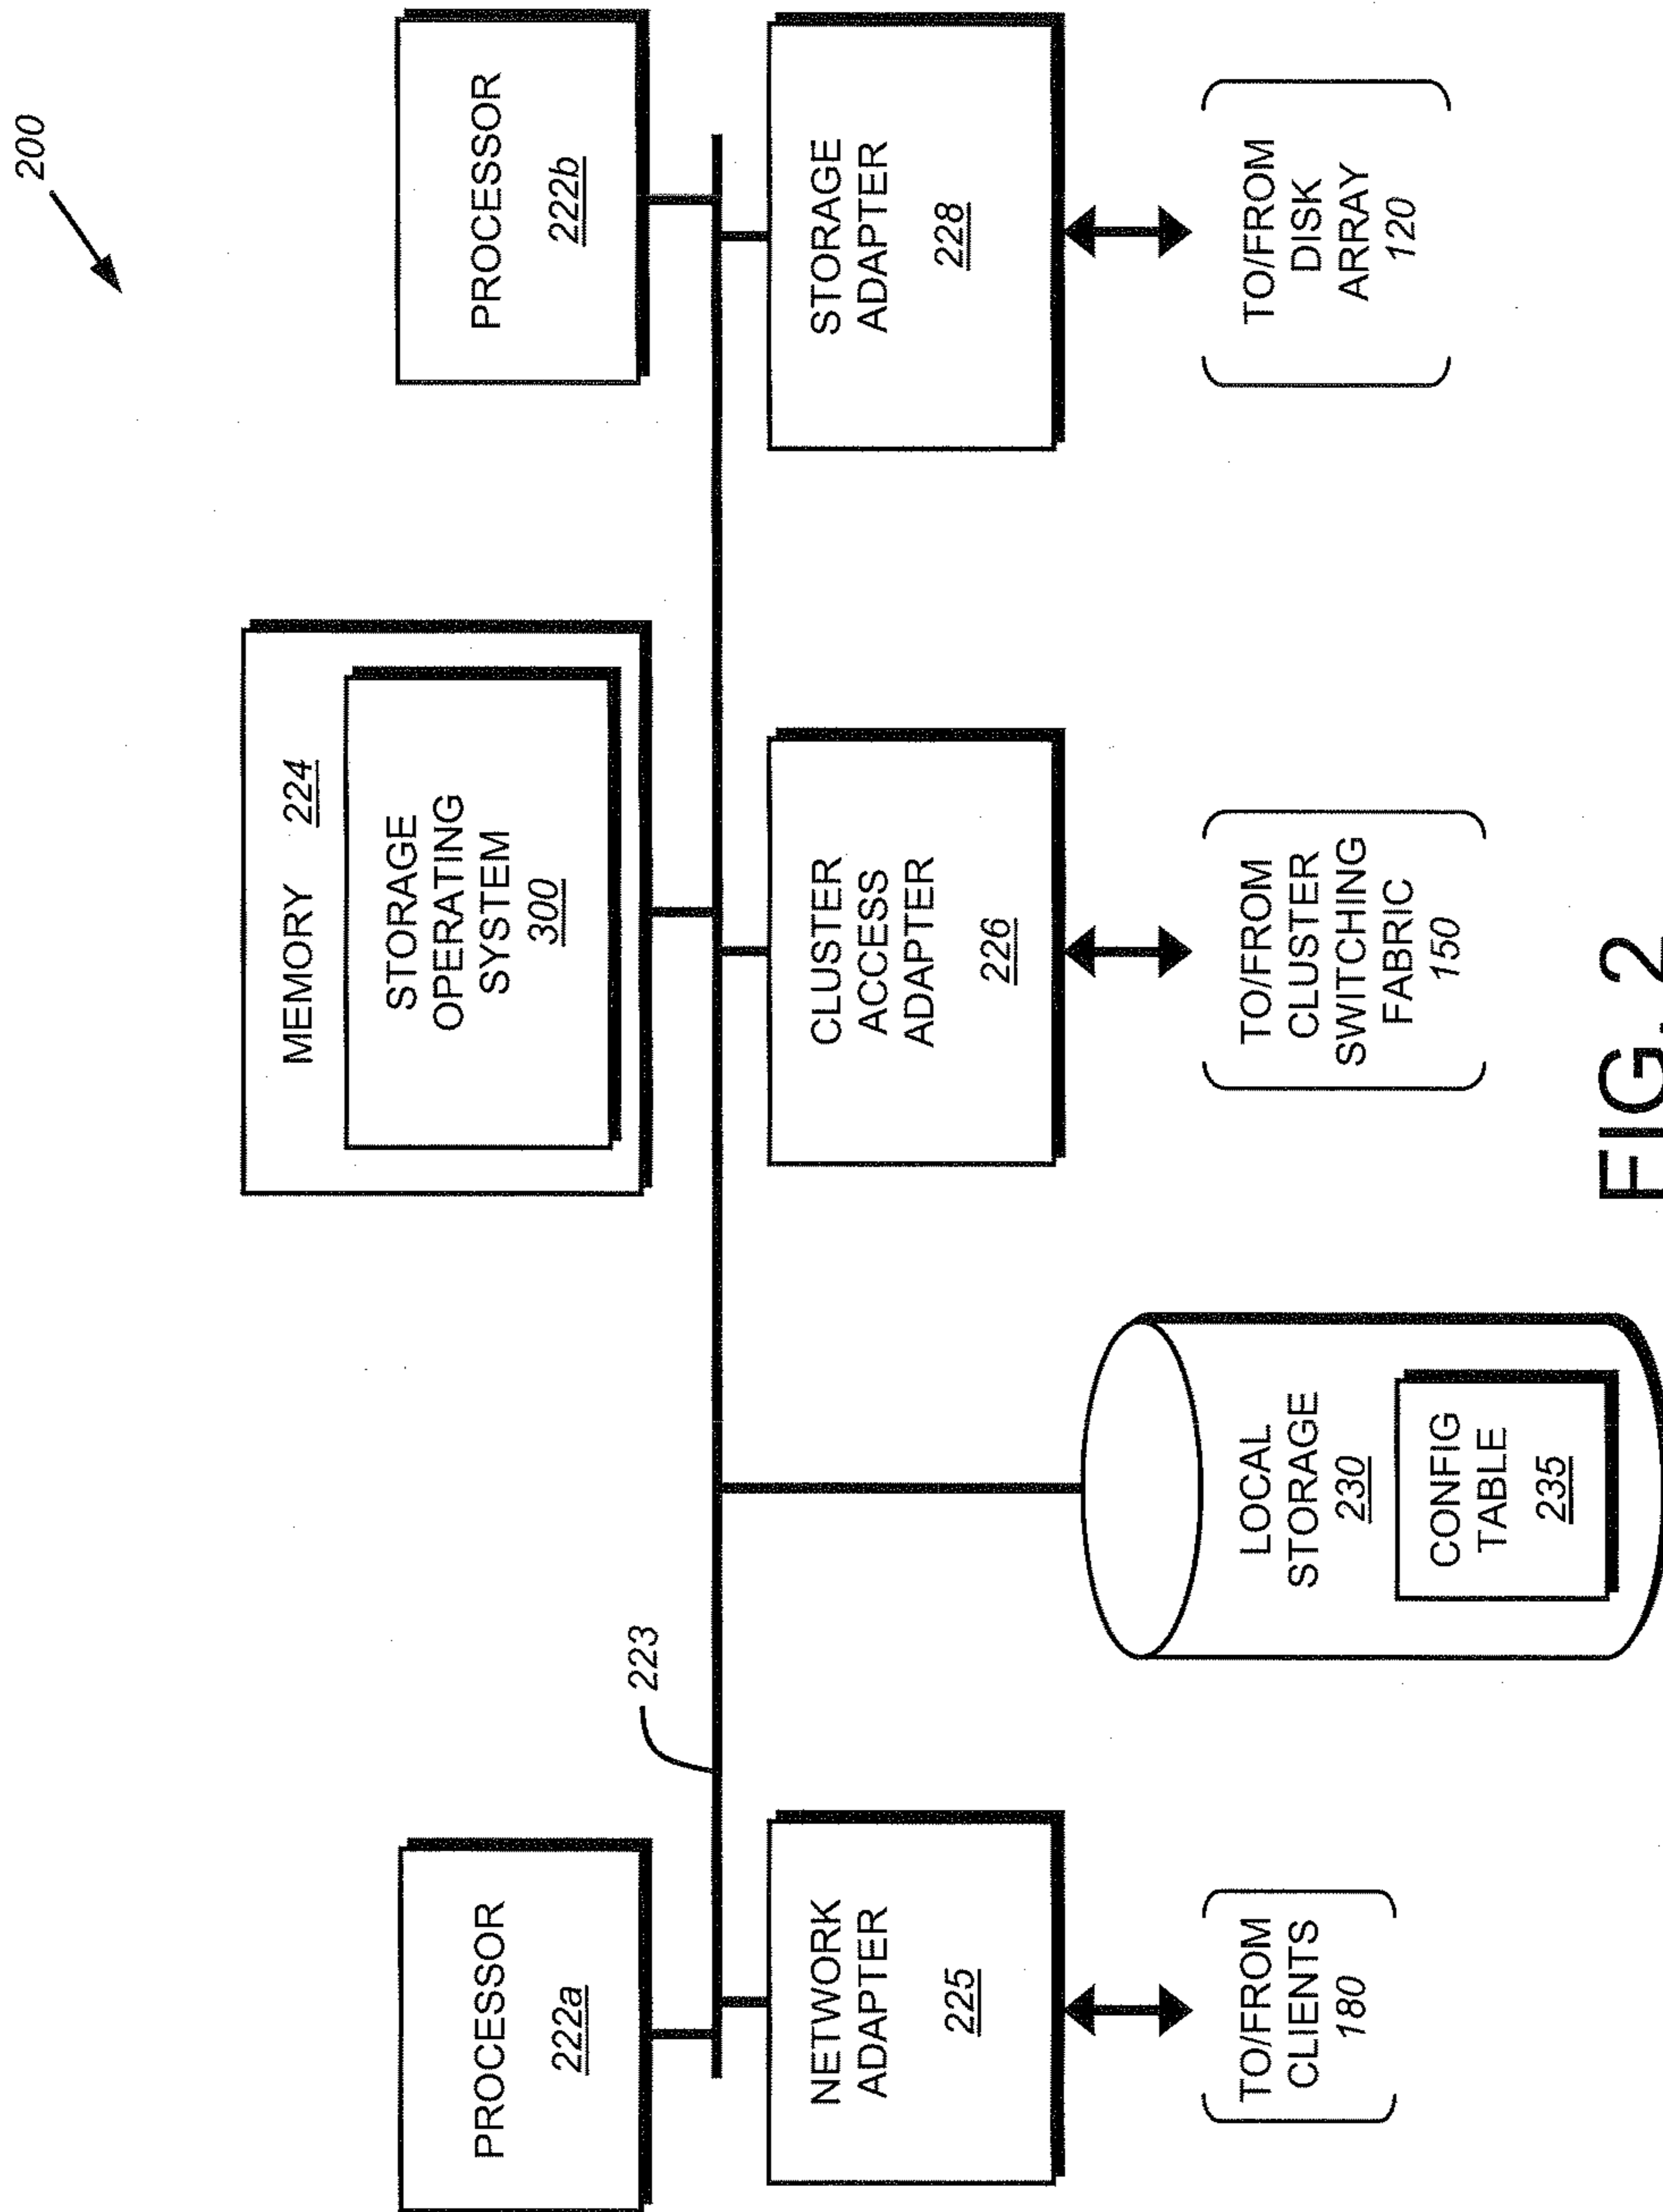 200
PROCESSOR
222a
MEMORY 224
STORAGE
OPERATING
SYSTEM
300
PROCESSOR
222b
223
NETWORK
ADAPTER
225
LOCAL
STORAGE
230
CONFIG
TABLE
235
CLUSTER
ACCESS
ADAPTER
226
STORAGE
ADAPTER
228
TO/FROM
CLIENTS
180
TO/FROM
CLUSTER
SWITCHING
FABRIC
150
TO/FROM
DISK
ARRAY
120
FIG. 2